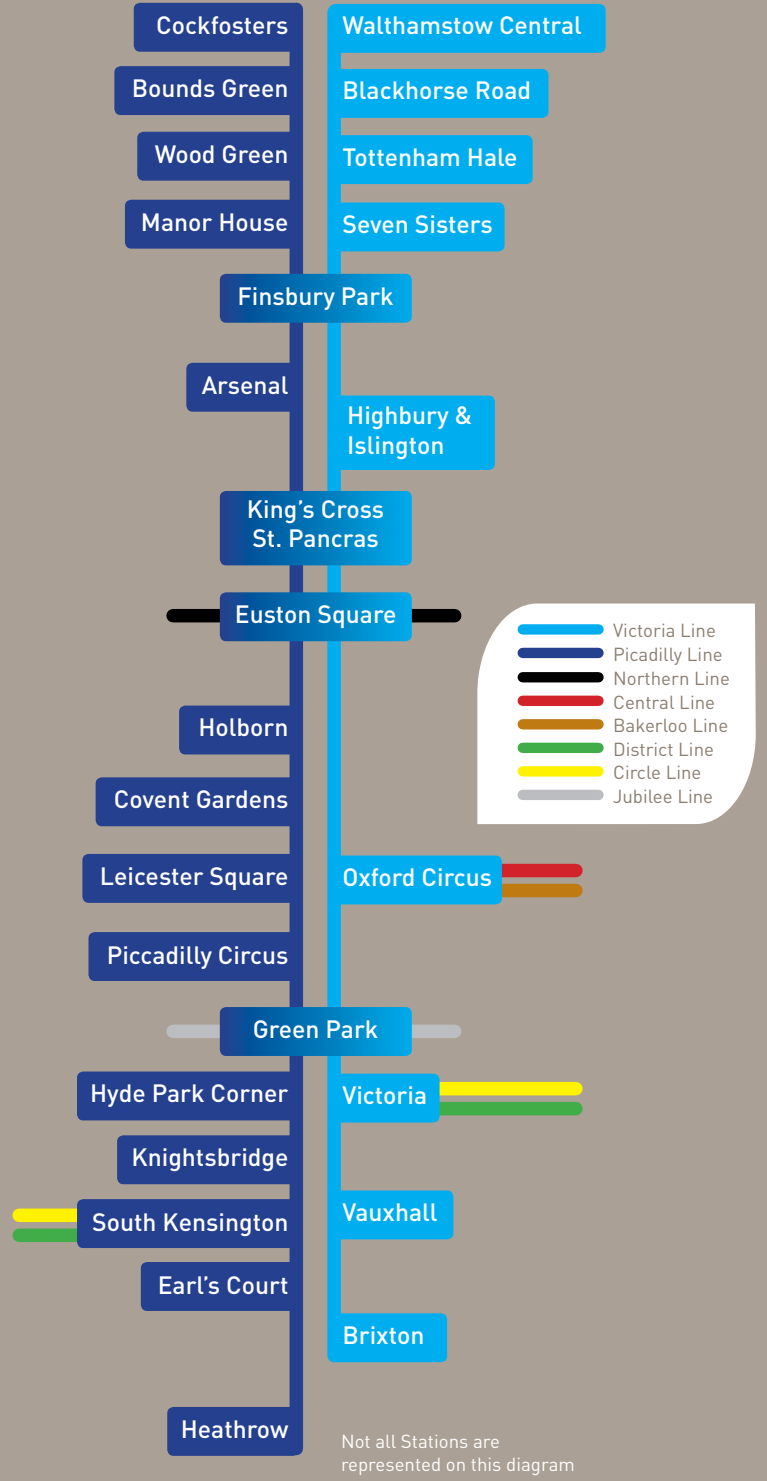 Cockfosters
Walthamstow Central
Bounds Green
Blackhorse Road
Wood Green
Tottenham Hale
Manor House
Seven Sisters
Finsbury Park
Arsenal
Highbury &
Islington
King's Cross
St. Pancras
Euston Square
Victoria Line
Picadilly Line
Northern Line
Central Line
Bakerloo Line
District Line
Circle Line
Jubilee Line
Holborn
Covent Gardens
Leicester Square
Oxford Circus
Piccadilly Circus
Green Park
Hyde Park Corner
Victoria
Knightsbridge
South Kensington
Vauxhall
Earl's Court
Brixton
Heathrow
Not all Stations are
represented on this diagram